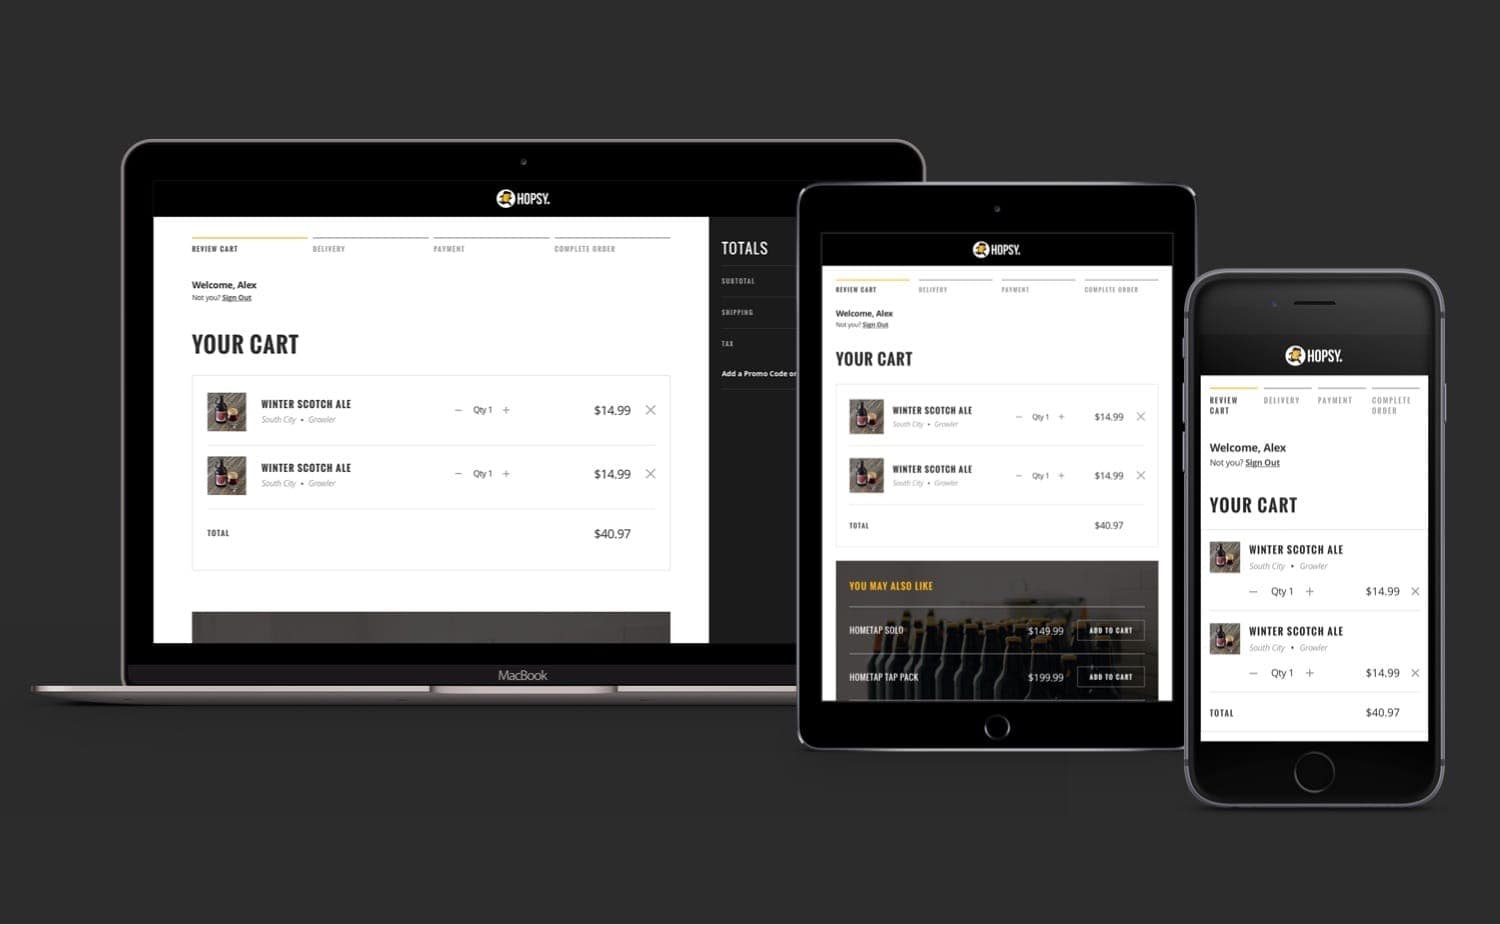 HOPSY.
REVIEW CART
DELIVERY
PAYMENT
COMPLETE ORDER
Welcome, Alex
Not you? Sign Out
YOUR CART
WINTER SCOTCH ALE
South City • Growler
− Qty 1 +
$14.99 ×
WINTER SCOTCH ALE
South City • Growler
− Qty 1 +
$14.99 ×
TOTAL
$40.97
TOTALS
SUBTOTAL
SHIPPING
TAX
Add a Promo Code or
MacBook
HOPSY.
REVIEW CART
DELIVERY
PAYMENT
COMPLETE ORDER
Welcome, Alex
Not you? Sign Out
YOUR CART
WINTER SCOTCH ALE
South City • Growler
− Qty 1 +
$14.99 ×
WINTER SCOTCH ALE
South City • Growler
− Qty 1 +
$14.99 ×
TOTAL
$40.97
YOU MAY ALSO LIKE
HOMETAP SOLO
$149.99
ADD TO CART
HOMETAP TAP PACK
$199.99
ADD TO CART
HOPSY.
REVIEW
CART
DELIVERY
PAYMENT
COMPLETE
ORDER
Welcome, Alex
Not you? Sign Out
YOUR CART
WINTER SCOTCH ALE
South City • Growler
− Qty 1 +
$14.99 ×
WINTER SCOTCH ALE
South City • Growler
− Qty 1 +
$14.99 ×
TOTAL
$40.97